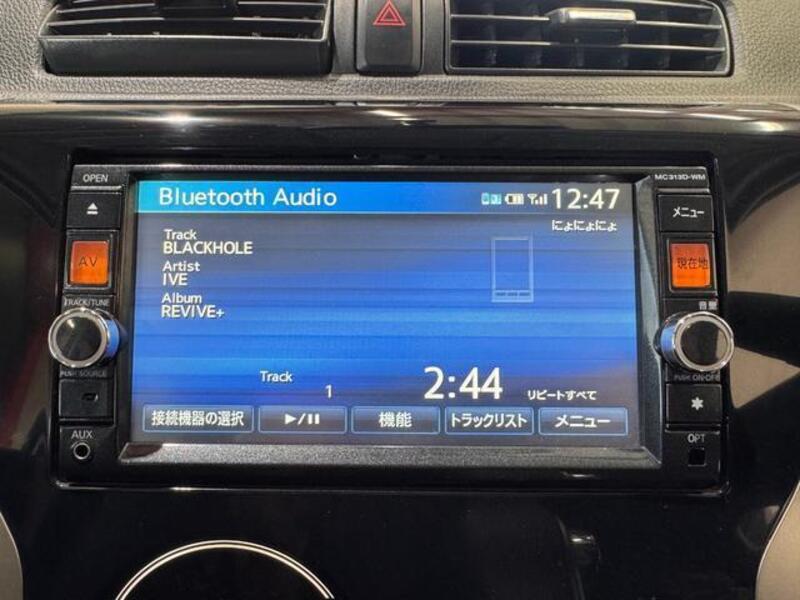 OPEN
MC313D-WM
Bluetooth Audio
12:47
メニュー
にょにょにょ
Track
BLACKHOLE
Artist
IVE
Album
REVIVE+
AV
現在地
TRACK/TUNE
音量
PUSH SOURCE
PUSH ON-OFF
Track
1
2:44
リピートすべて
接続機器の選択
►/II
機能
トラックリスト
メニュー
AUX
OPT